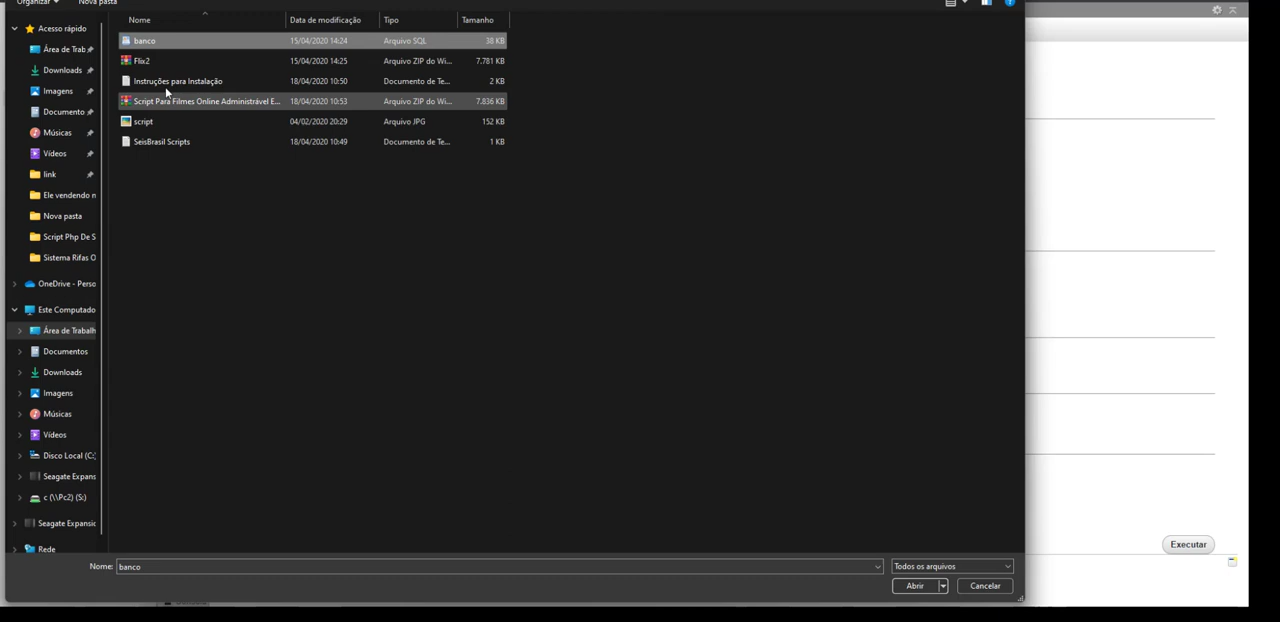 Organizar
Nova pasta
Nome
Data de modificação
Tipo
Tamanho
Acesso rápido
Área de Trab
Downloads
Imagens
Documento
Músicas
Vídeos
link
Ele vendendo n
Nova pasta
Script Php De S
Sistema Rifas O
OneDrive - Perso
Este Computado
Área de Trabalh
Documentos
Downloads
Imagens
Músicas
Vídeos
Disco Local (C:)
Seagate Expans
c (\\Pc2) (S:)
Seagate Expansic
Rede
banco 15/04/2020 14:24 Arquivo SQL 38 KB
Flix2 15/04/2020 14:25 Arquivo ZIP do Wi... 7.781 KB
Instruções para Instalação 18/04/2020 10:50 Documento de Te... 2 KB
Script Para Filmes Online Administrável E... 18/04/2020 10:53 Arquivo ZIP do Wi... 7.836 KB
script 04/02/2020 20:29 Arquivo JPG 152 KB
SeisBrasil Scripts 18/04/2020 10:49 Documento de Te... 1 KB
Nome: banco
Todos os arquivos
Abrir
Cancelar
Executar